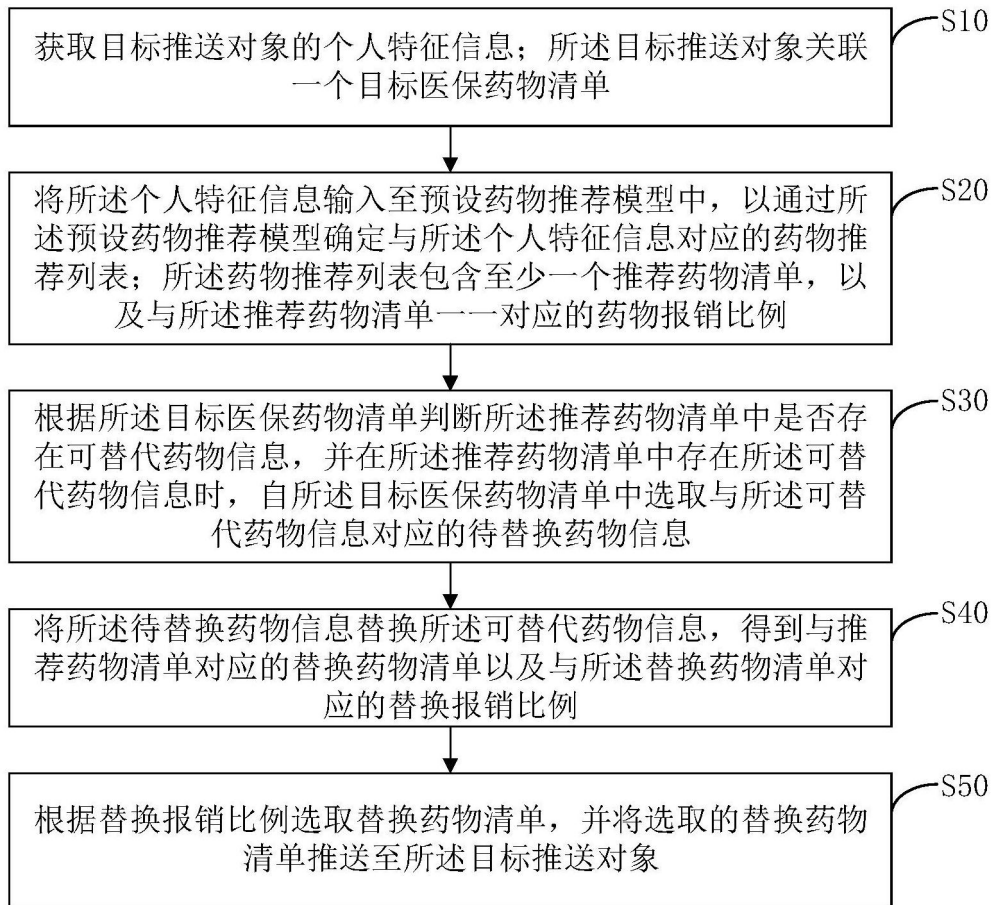 S10
获取目标推送对象的个人特征信息；所述目标推送对象关联
一个目标医保药物清单
S20
将所述个人特征信息输入至预设药物推荐模型中，以通过所
述预设药物推荐模型确定与所述个人特征信息对应的药物推
荐列表；所述药物推荐列表包含至少一个推荐药物清单，以
及与所述推荐药物清单一一对应的药物报销比例
S30
根据所述目标医保药物清单判断所述推荐药物清单中是否存
在可替代药物信息，并在所述推荐药物清单中存在所述可替
代药物信息时，自所述目标医保药物清单中选取与所述可替
代药物信息对应的待替换药物信息
S40
将所述待替换药物信息替换所述可替代药物信息，得到与推
荐药物清单对应的替换药物清单以及与所述替换药物清单对
应的替换报销比例
S50
根据替换报销比例选取替换药物清单，并将选取的替换药物
清单推送至所述目标推送对象